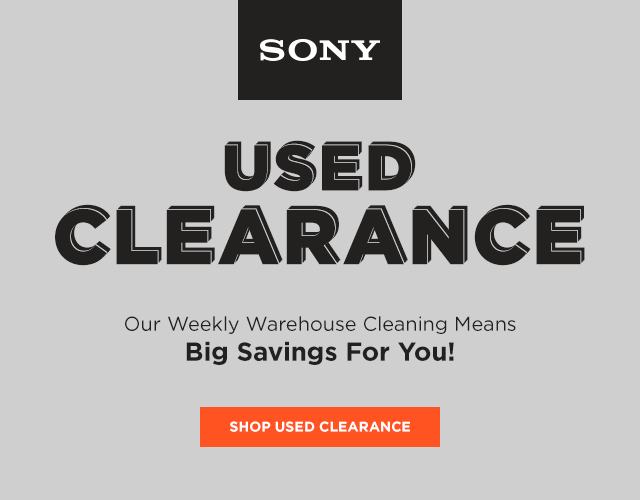 SONY
USED
CLEARANCE
Our Weekly Warehouse Cleaning Means
Big Savings For You!
SHOP USED CLEARANCE